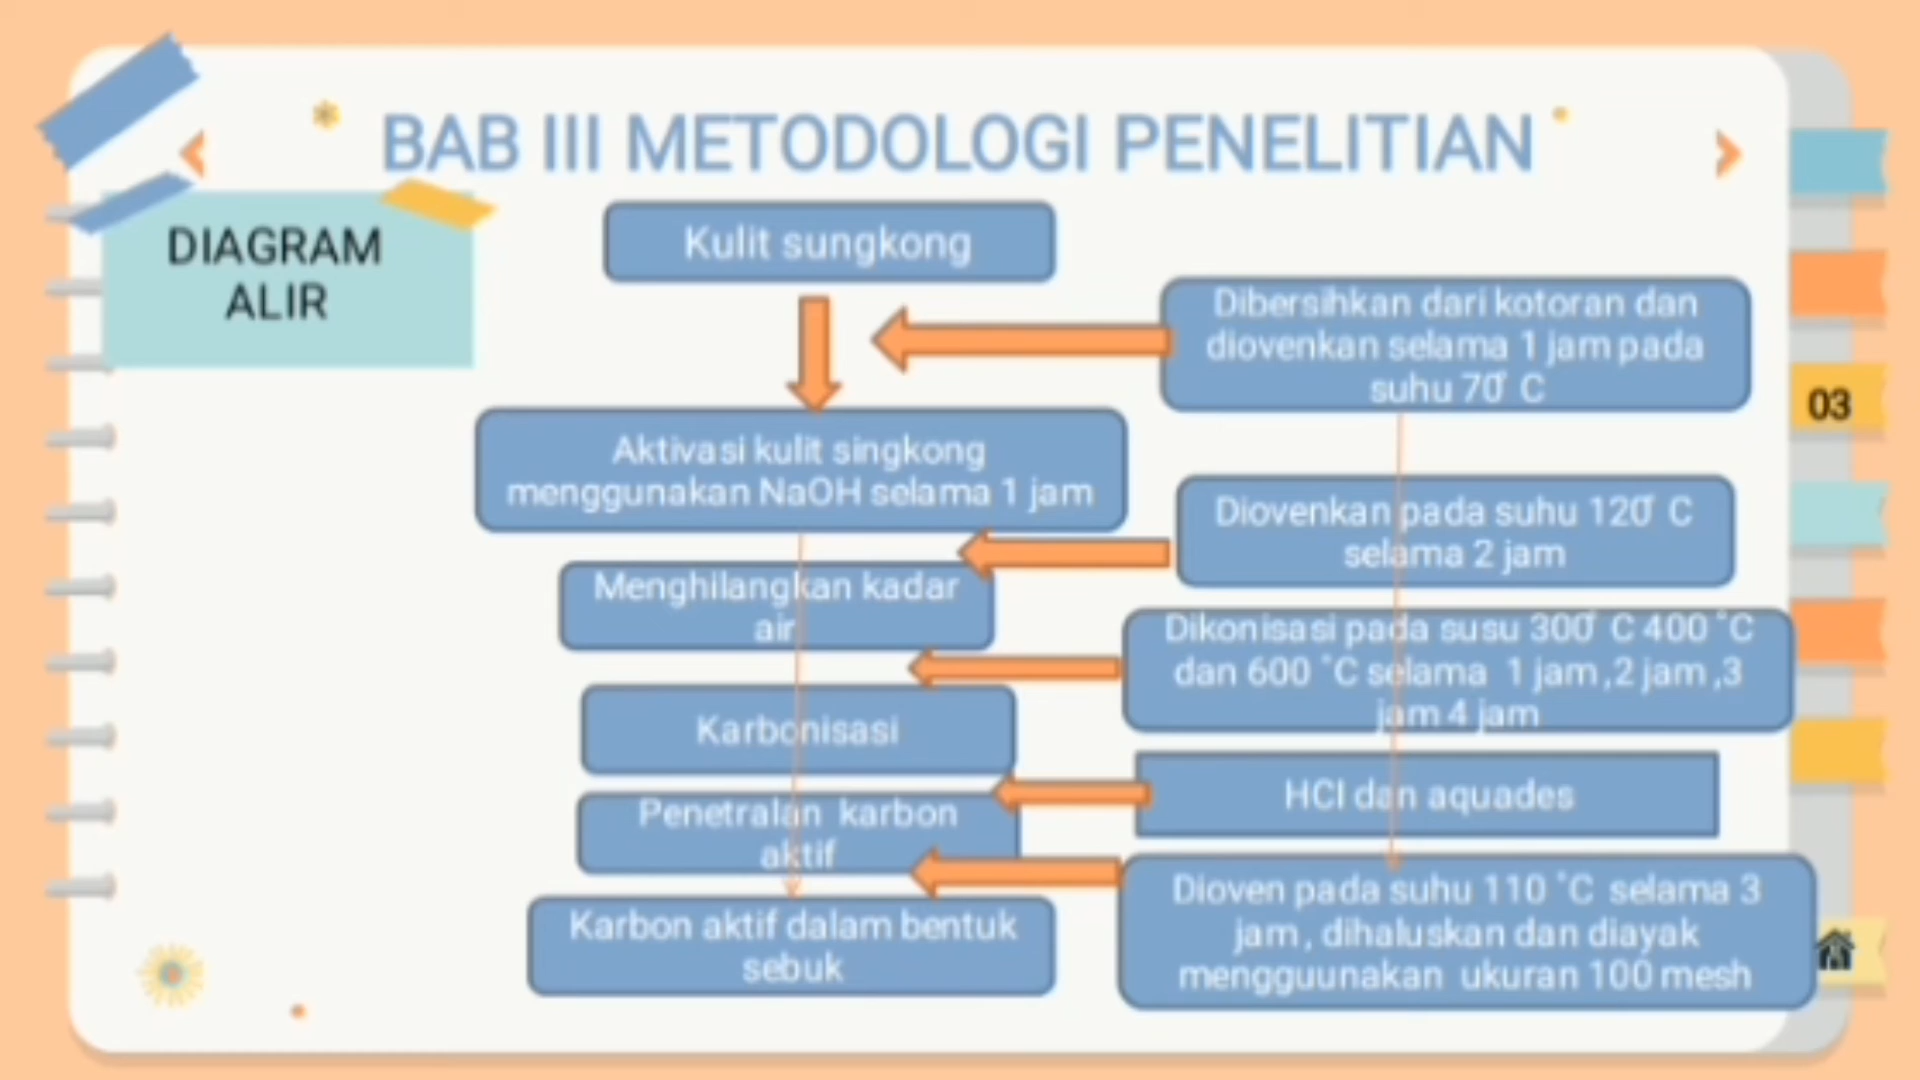 BAB III METODOLOGI PENELITIAN
DIAGRAM
ALIR
Kulit sungkong
Dibersihkan dari kotoran dan
diovenkan selama 1 jam pada
suhu 70̊ C
03
Aktivasi kulit singkong
menggunakan NaOH selama 1 jam
Diovenkan pada suhu 120̊ C
selama 2 jam
Menghilangkan kadar
air
Dikonisasi pada susu 300̊ C 400 ˚C
dan 600 ˚C selama 1 jam ,2 jam ,3
jam 4 jam
Karbonisasi
HCl dan aquades
Penetralan karbon
aktif
Dioven pada suhu 110 ˚C selama 3
jam , dihaluskan dan diayak
mengguunakan ukuran 100 mesh
Karbon aktif dalam bentuk
sebuk